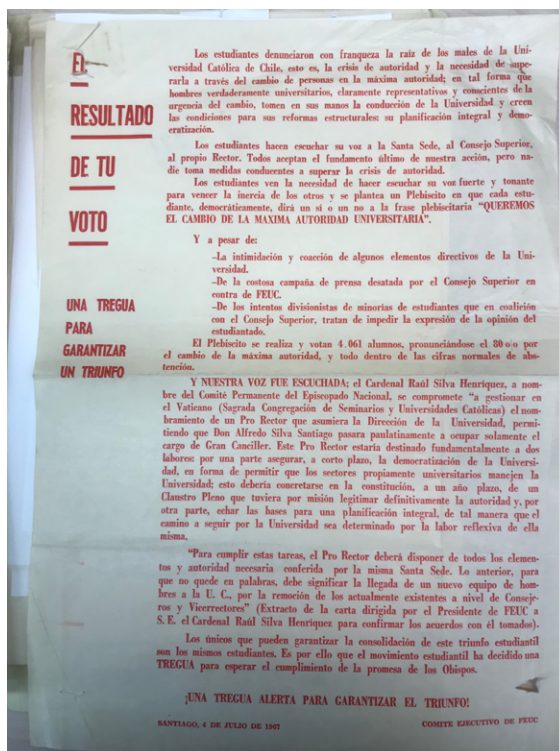 EL
RESULTADO
DE TU
VOTO
UNA TREGUA
PARA
GARANTIZAR
UN TRIUNFO
Los estudiantes denunciaron con franqueza la raíz de los males de la Uni-
versidad Católica de Chile, esto es, la crisis de autoridad y la necesidad de supe-
rarla a través del cambio de personas en la máxima autoridad; en tal forma que
hombres verdaderamente universitarios, claramente representativos y conscientes de la
urgencia del cambio, tomen en sus manos la conducción de la Universidad y creen
las condiciones para sus reformas estructurales: su planificación integral y demo-
cratización.
Los estudiantes hacen escuchar su voz a la Santa Sede, al Consejo Superior,
al propio Rector. Todos aceptan el fundamento último de nuestra acción, pero na-
die toma medidas conducentes a superar la crisis de autoridad.
Los estudiantes ven la necesidad de hacer escuchar su voz fuerte y tonante
para vencer la inercia de los otros y se plantea un Plebiscito en que cada estu-
diante, democráticamente, dirá un sí o un no a la frase plebiscitaria "QUEREMOS
EL CAMBIO DE LA MAXIMA AUTORIDAD UNIVERSITARIA".
Y a pesar de:
—La intimidación y coacción de algunos elementos directivos de la Uni-
versidad.
—De la costosa campaña de prensa desatada por el Consejo Superior en
contra de FEUC.
—De los intentos divisionistas de minorías de estudiantes que en coalición
con el Consejo Superior, tratan de impedir la expresión de la opinión del
estudiantado.
El Plebiscito se realiza y votan 4.061 alumnos, pronunciándose el 80 o/o por
el cambio de la máxima autoridad, y todo dentro de las cifras normales de abs-
tención.
Y NUESTRA VOZ FUE ESCUCHADA; el Cardenal Raúl Silva Henríquez, a nom-
bre del Comité Permanente del Episcopado Nacional, se compromete "a gestionar en
el Vaticano (Sagrada Congregación de Seminarios y Universidades Católicas) el nom-
bramiento de un Pro Rector que asumiera la Dirección de la Universidad, permi-
tiendo que Don Alfredo Silva Santiago pasara paulatinamente a ocupar solamente el
cargo de Gran Canciller. Este Pro Rector estaría destinado fundamentalmente a dos
labores: por una parte asegurar, a corto plazo, la democratización de la Universi-
dad, en forma de permitir que los sectores propiamente universitarios manejen la
Universidad; esto debería concretarse en la constitución, a un año plazo, de un
Claustro Pleno que tuviera por misión legitimar definitivamente la autoridad y, por
otra parte, echar las bases para una planificación integral, de tal manera que el
camino a seguir por la Universidad sea determinado por la labor reflexiva de ella
misma.
"Para cumplir estas tareas, el Pro Rector deberá disponer de todos los elemen-
tos y autoridad necesaria conferida por la misma Santa Sede. Lo anterior, para
que no quede en palabras, debe significar la llegada de un nuevo equipo de hom-
bres a la U. C., por la remoción de los actualmente existentes a nivel de Conseje-
ros y Vicerrectores" (Extracto de la carta dirigida por el Presidente de FEUC a
S. E. el Cardenal Raúl Silva Henríquez para confirmar los acuerdos con él tomados).
Los únicos que pueden garantizar la consolidación de este triunfo estudiantil
son los mismos estudiantes. Es por ello que el movimiento estudiantil ha decidido una
TREGUA para esperar el cumplimiento de la promesa de los Obispos.
¡UNA TREGUA ALERTA PARA GARANTIZAR EL TRIUNFO!
SANTIAGO, 4 DE JULIO DE 1967
COMITE EJECUTIVO DE FEUC